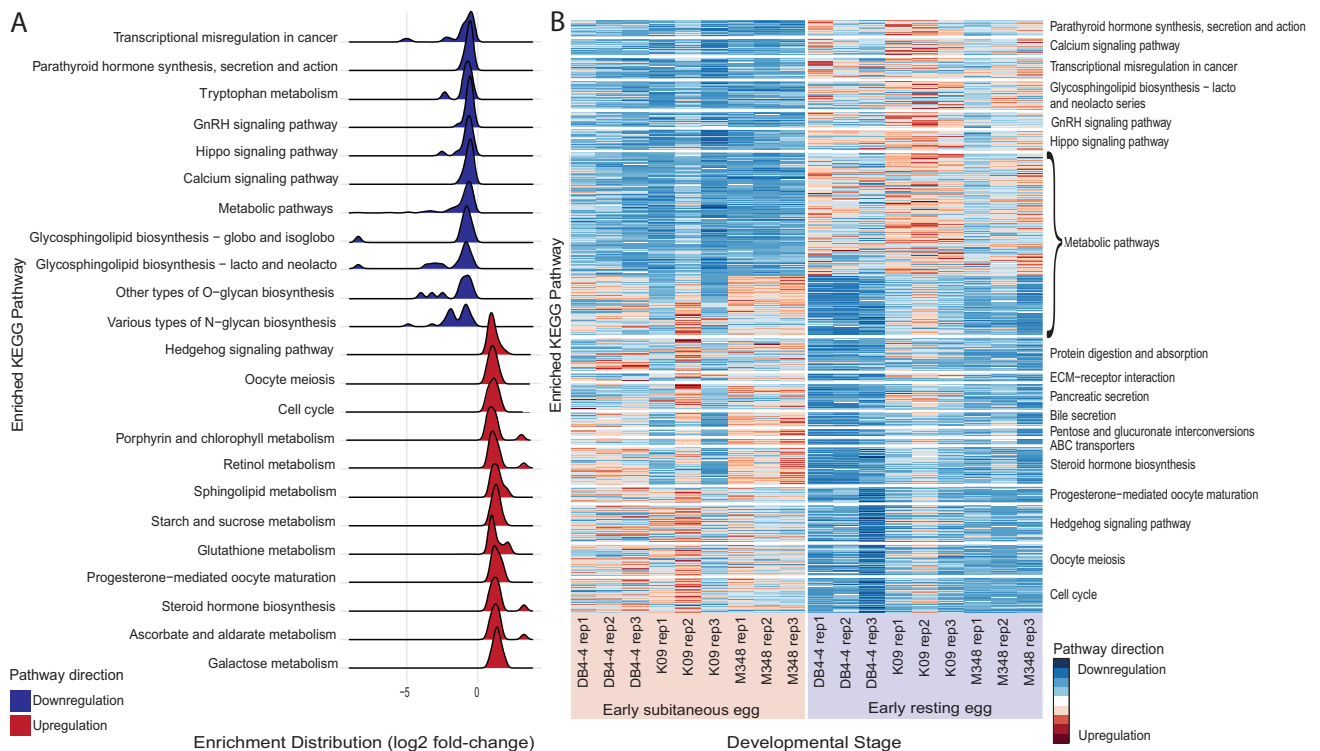 A
Enriched KEGG Pathway
Transcriptional misregulation in cancer
Parathyroid hormone synthesis, secretion and action
Tryptophan metabolism
GnRH signaling pathway
Hippo signaling pathway
Calcium signaling pathway
Metabolic pathways
Glycosphingolipid biosynthesis − globo and isoglobo
Glycosphingolipid biosynthesis − lacto and neolacto
Other types of O−glycan biosynthesis
Various types of N−glycan biosynthesis
Hedgehog signaling pathway
Oocyte meiosis
Cell cycle
Porphyrin and chlorophyll metabolism
Retinol metabolism
Sphingolipid metabolism
Starch and sucrose metabolism
Glutathione metabolism
Progesterone−mediated oocyte maturation
Steroid hormone biosynthesis
Ascorbate and aldarate metabolism
Galactose metabolism
−5 0
Pathway direction
Downregulation
Upregulation
Enrichment Distribution (log2 fold−change)
B
Enriched KEGG Pathway
Parathyroid hormone synthesis, secretion and action
Calcium signaling pathway
Transcriptional misregulation in cancer
Glycosphingolipid biosynthesis − lacto
and neolacto series
GnRH signaling pathway
Hippo signaling pathway
Metabolic pathways
Protein digestion and absorption
ECM−receptor interaction
Pancreatic secretion
Bile secretion
Pentose and glucuronate interconversions
ABC transporters
Steroid hormone biosynthesis
Progesterone−mediated oocyte maturation
Hedgehog signaling pathway
Oocyte meiosis
Cell cycle
DB4−4 rep1
DB4−4 rep2
DB4−4 rep3
K09 rep1
K09 rep2
K09 rep3
M348 rep1
M348 rep2
M348 rep3
DB4−4 rep1
DB4−4 rep2
DB4−4 rep3
K09 rep1
K09 rep2
K09 rep3
M348 rep1
M348 rep2
M348 rep3
Early subitaneous egg
Early resting egg
Developmental Stage
Pathway direction
Downregulation
Upregulation